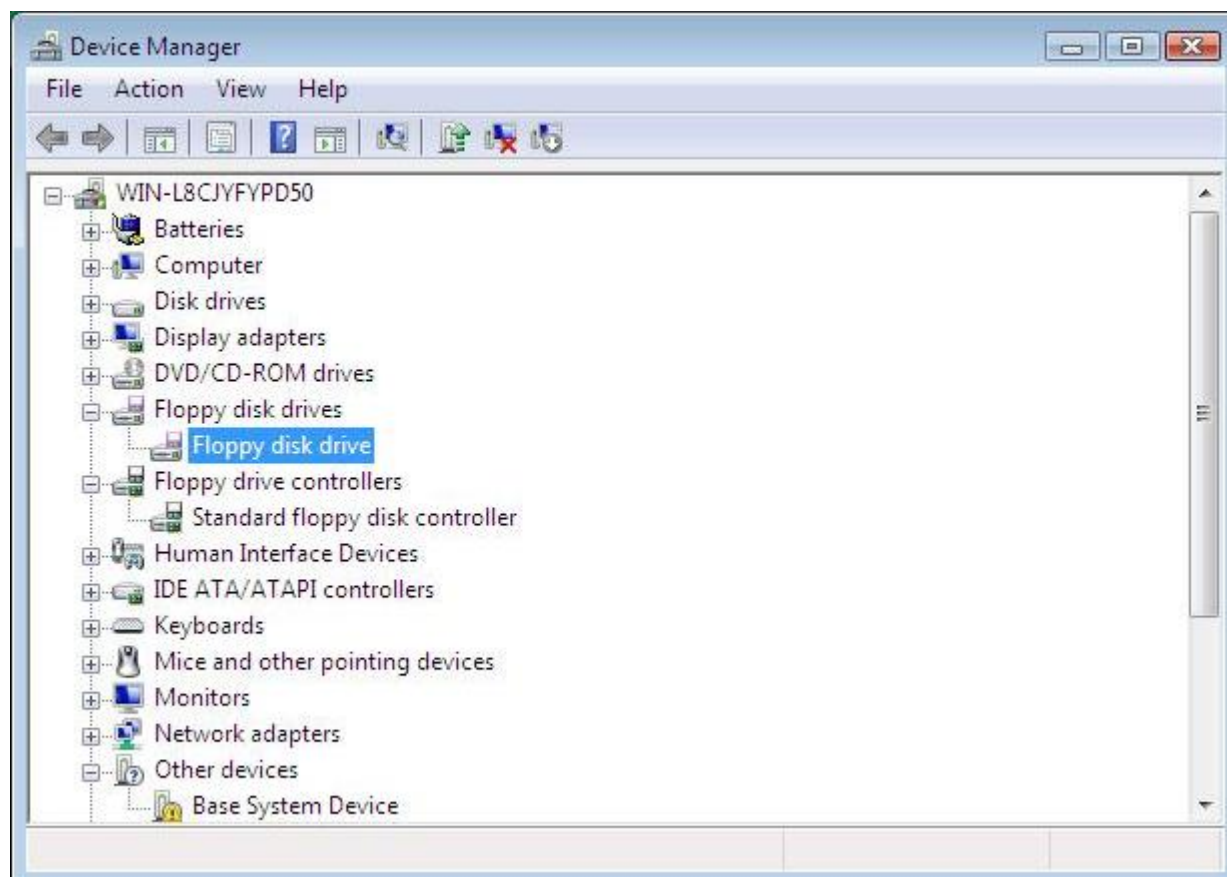 Device Manager
File Action View Help
WIN-L8CJYFYPD50
Batteries
Computer
Disk drives
Display adapters
DVD/CD-ROM drives
Floppy disk drives
Floppy disk drive
Floppy drive controllers
Standard floppy disk controller
Human Interface Devices
IDE ATA/ATAPI controllers
Keyboards
Mice and other pointing devices
Monitors
Network adapters
Other devices
Base System Device